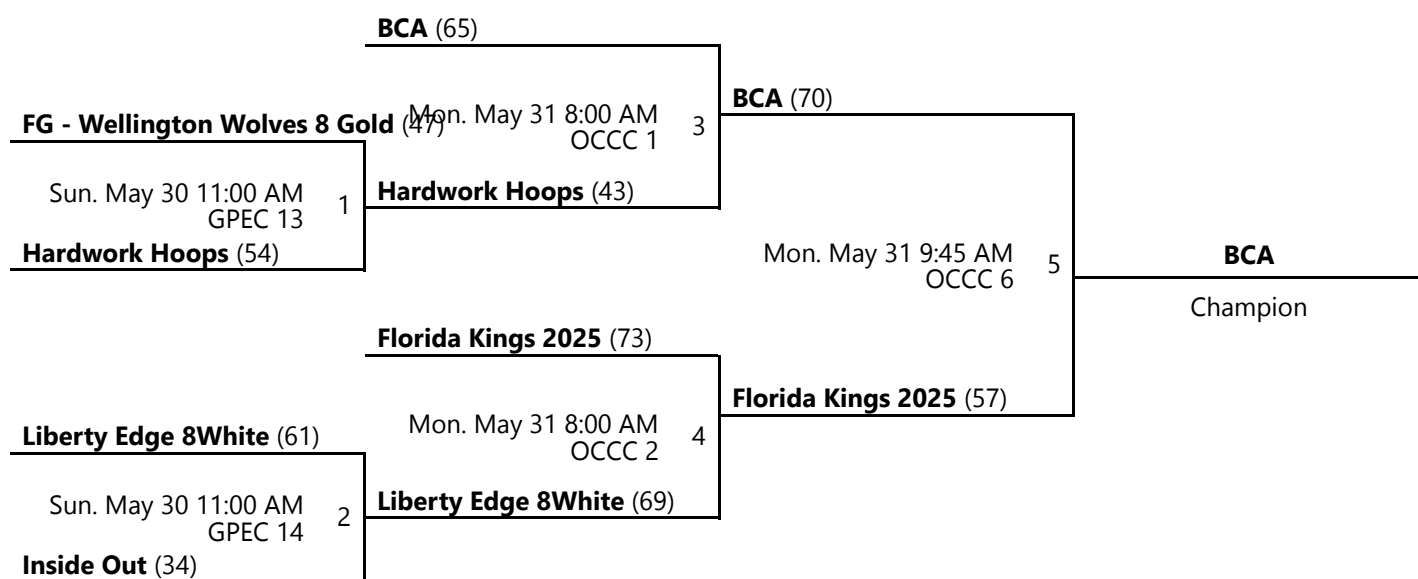 BCA (65)
FG - Wellington Wolves 8 Gold (47)
Mon. May 31 8:00 AM
OCCC 1
3
BCA (70)
Sun. May 30 11:00 AM
GPEC 13
1
Hardwork Hoops (43)
Hardwork Hoops (54)
Mon. May 31 9:45 AM
OCCC 6
5
BCA
Champion
Florida Kings 2025 (73)
Mon. May 31 8:00 AM
OCCC 2
4
Florida Kings 2025 (57)
Liberty Edge 8White (61)
Sun. May 30 11:00 AM
GPEC 14
2
Liberty Edge 8White (69)
Inside Out (34)